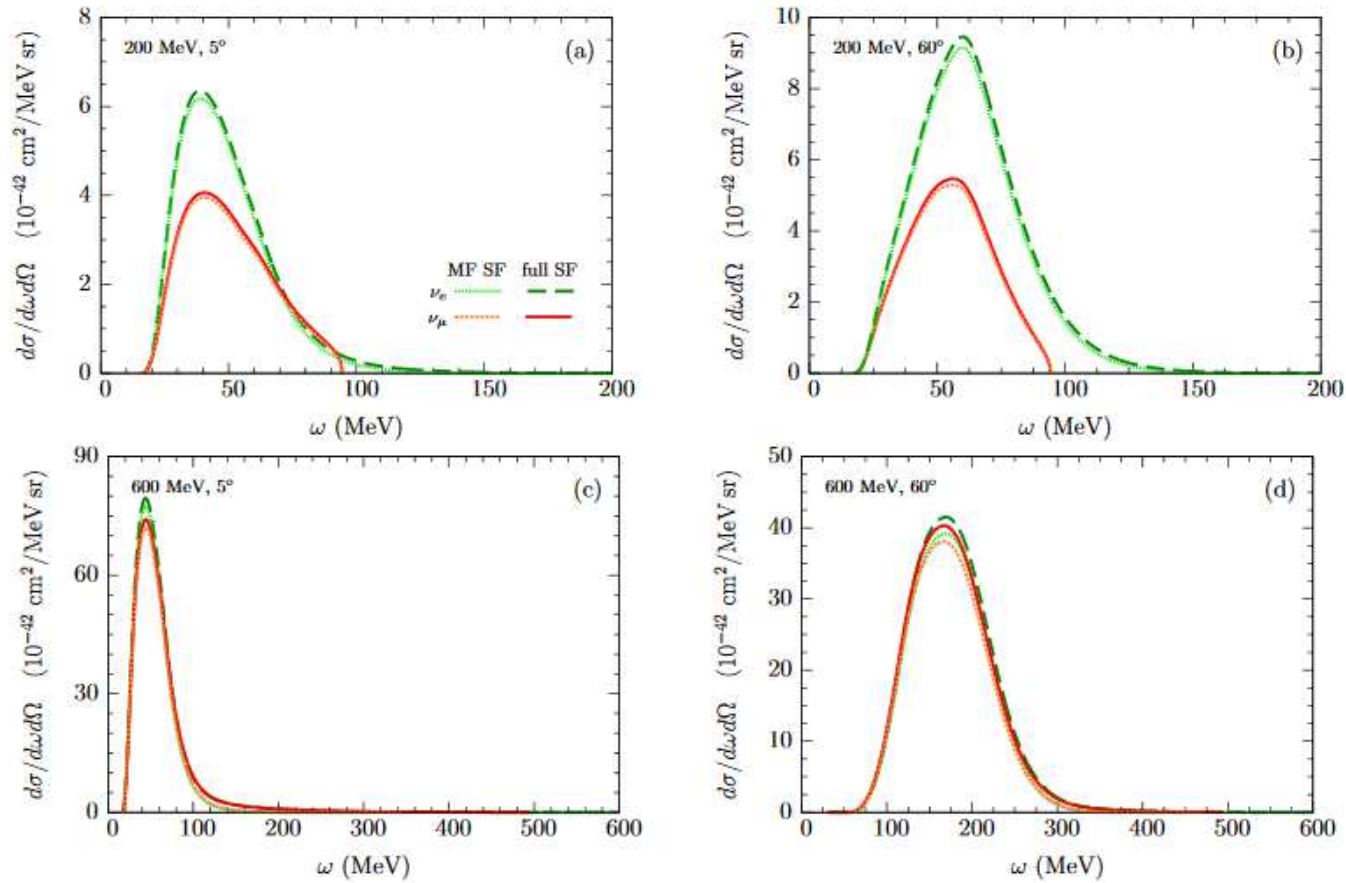 200 MeV, 5°
(a)
8
6
4
2
0
dσ/dωdΩ (10⁻⁴² cm²/MeV sr)
MF SF full SF
νₑ
ν_μ
0 50 100 150 200
ω (MeV)
200 MeV, 60°
(b)
10
8
6
4
2
0
dσ/dωdΩ (10⁻⁴² cm²/MeV sr)
0 50 100 150 200
ω (MeV)
600 MeV, 5°
(c)
90
60
30
0
dσ/dωdΩ (10⁻⁴² cm²/MeV sr)
0 100 200 300 400 500 600
ω (MeV)
600 MeV, 60°
(d)
50
40
30
20
10
0
dσ/dωdΩ (10⁻⁴² cm²/MeV sr)
0 100 200 300 400 500 600
ω (MeV)